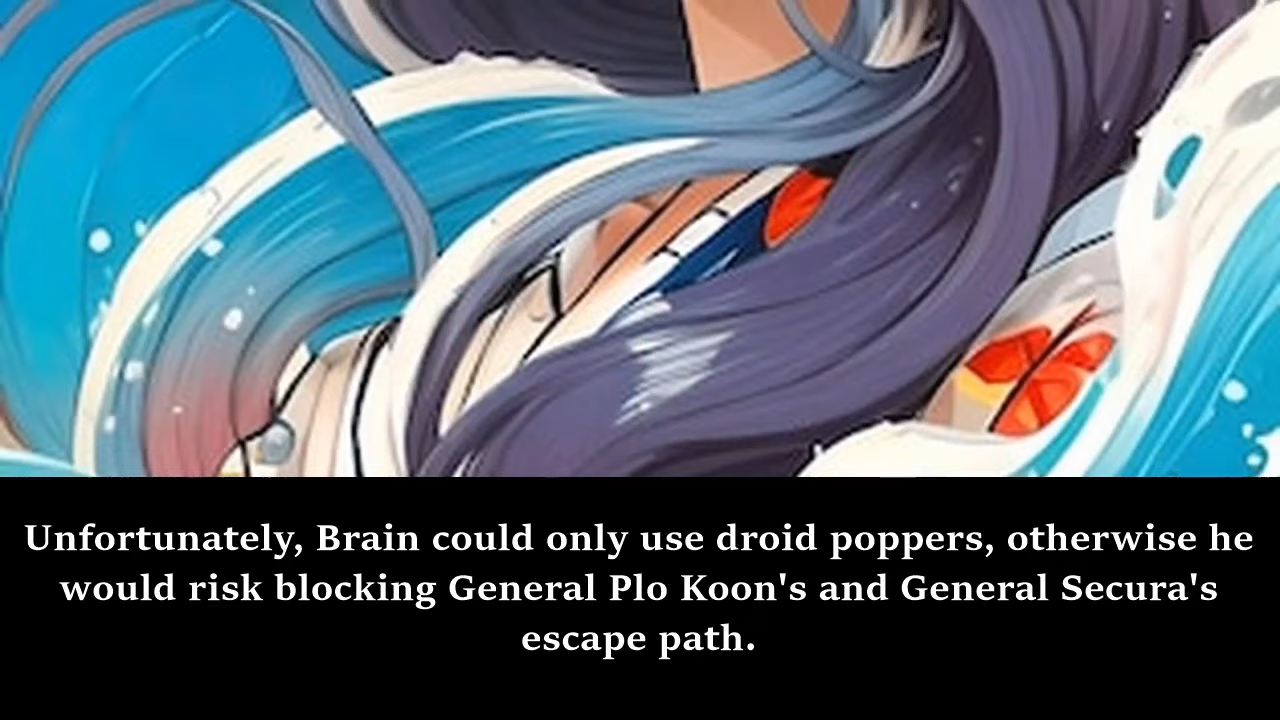 Unfortunately, Brain could only use droid poppers, otherwise he
would risk blocking General Plo Koon's and General Secura's
escape path.